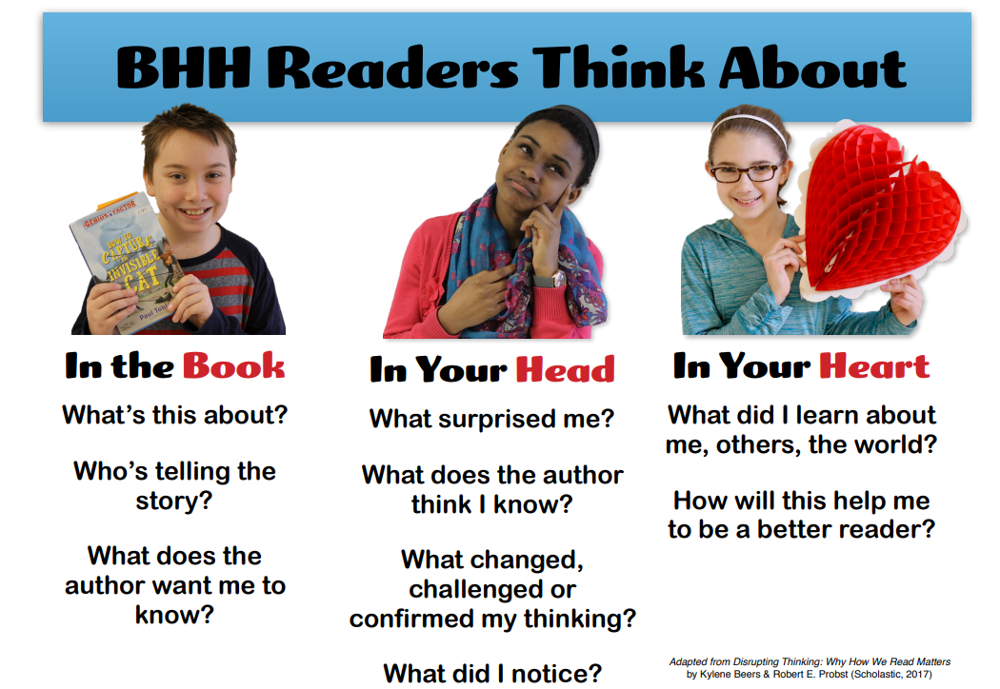 BHH Readers Think About
GENIUS FACTOR
HOW TO
CAPTURE
INVISIBLE
CAT
Paul
In the Book
What's this about?
Who's telling the
story?
What does the
author want me to
know?
In Your Head
What surprised me?
What does the author
think I know?
What changed,
challenged or
confirmed my thinking?
What did I notice?
In Your Heart
What did I learn about
me, others, the world?
How will this help me
to be a better reader?
Adapted from Disrupting Thinking: Why How We Read Matters
by Kylene Beers & Robert E. Probst (Scholastic, 2017)